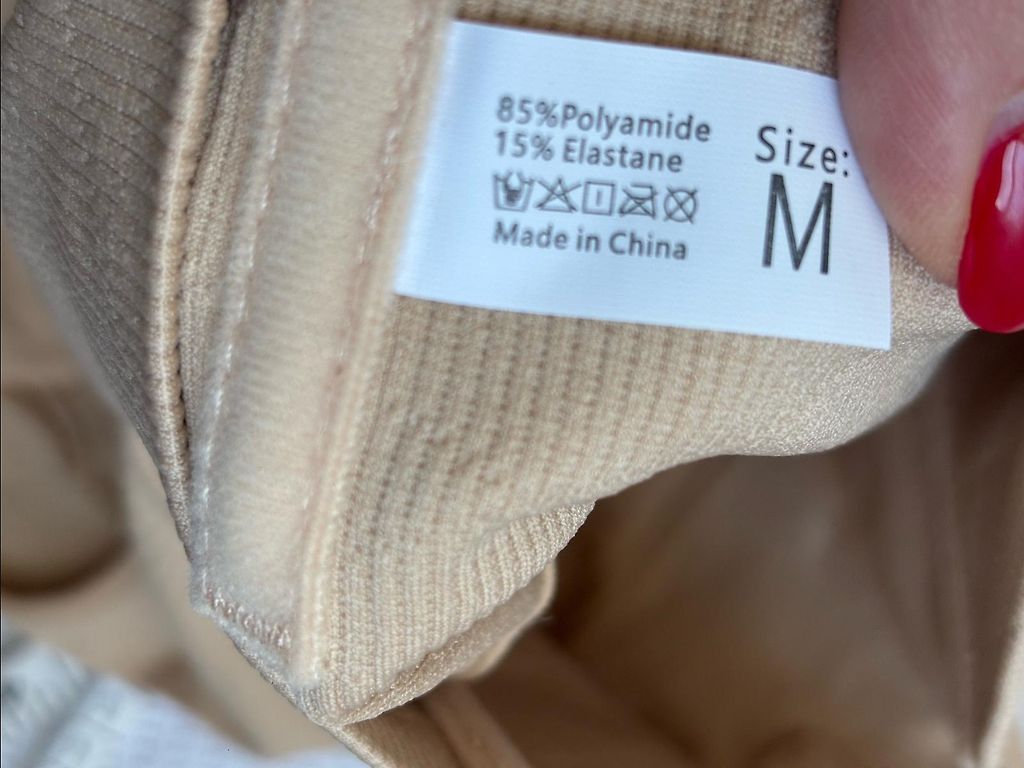 85%Polyamide
15% Elastane
Made in China
Size:
M